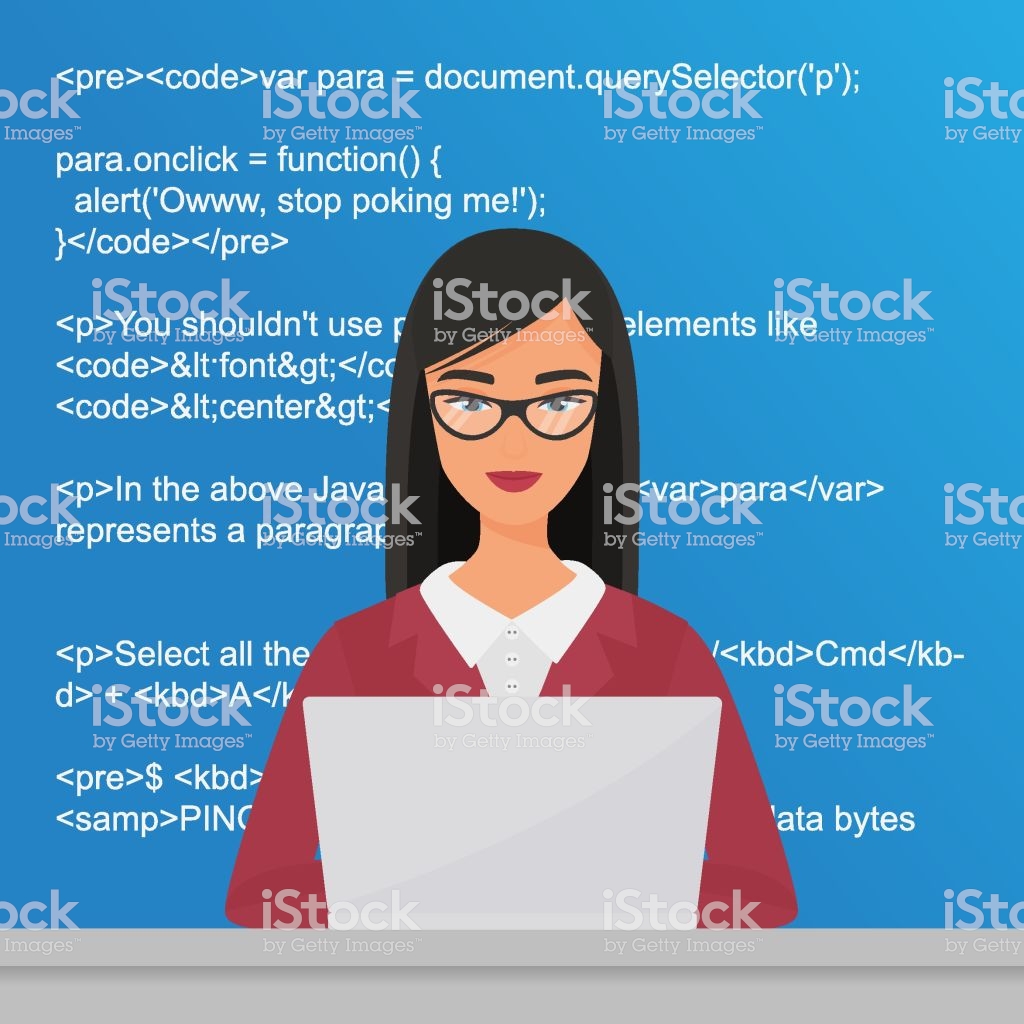 <pre><code>var para = document.querySelector('p');
para.onclick = function() {
alert('Owww, stop poking me!');
}</code></pre>
<p>You shouldn't use p elements like
<code>&lt·font&gt;</co
<code>&lt;center&gt;<
<p>In the above Java <var>para</var>
represents a paragrap
<p>Select all the /<kbd>Cmd</kb-
d> + <kbd>A</k
<pre>$ <kbd>
<samp>PING data bytes
iStock
by Getty Images™